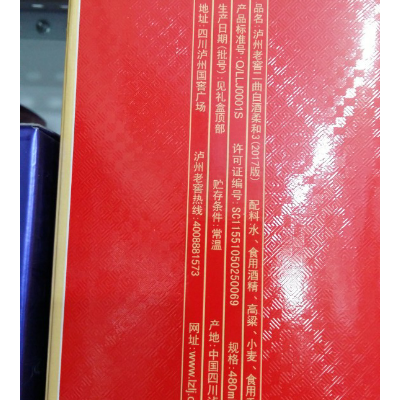 品名：泸州老窖二曲白酒柔和3(2017版) 配料：水、食用酒精、高粱、小麦、食用
产品标准号：Q/LLJ0001S 许可证编号：SC11551050250069 规格：480m
生产日期(批号)：见礼盒顶部 贮存条件：常温 产地：中国四川
地址：四川泸州国窖广场 泸州老窖热线：4008881573 网址：www.lzlj.c